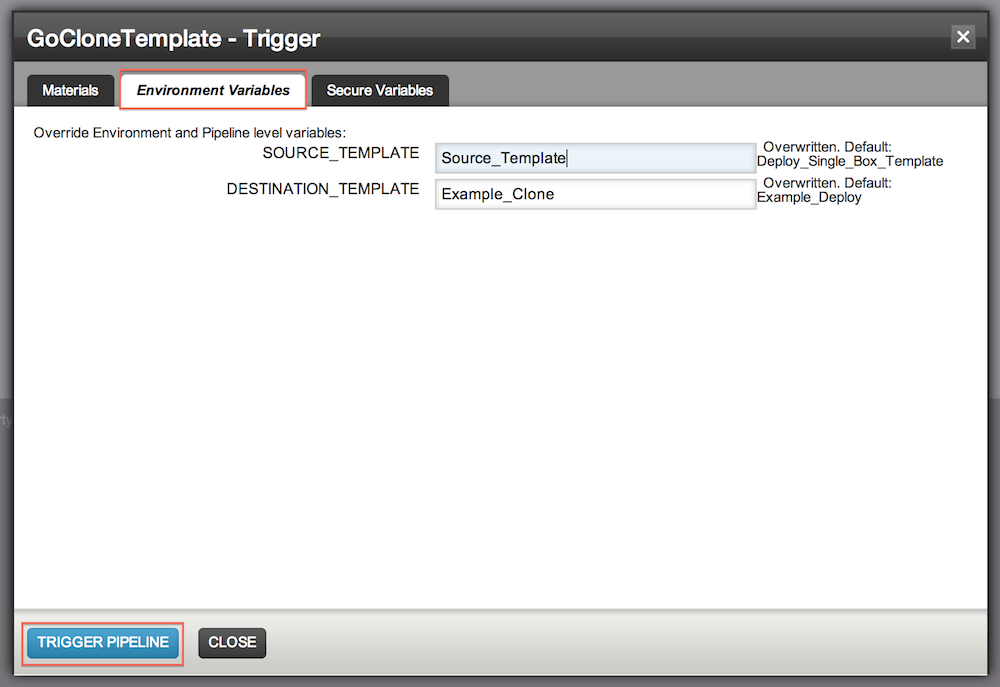 GoCloneTemplate - Trigger
Materials
Environment Variables
Secure Variables
Override Environment and Pipeline level variables:
SOURCE_TEMPLATE
Source_Template
Overwritten. Default:
Deploy_Single_Box_Template
DESTINATION_TEMPLATE
Example_Clone
Overwritten. Default:
Example_Deploy
TRIGGER PIPELINE
CLOSE